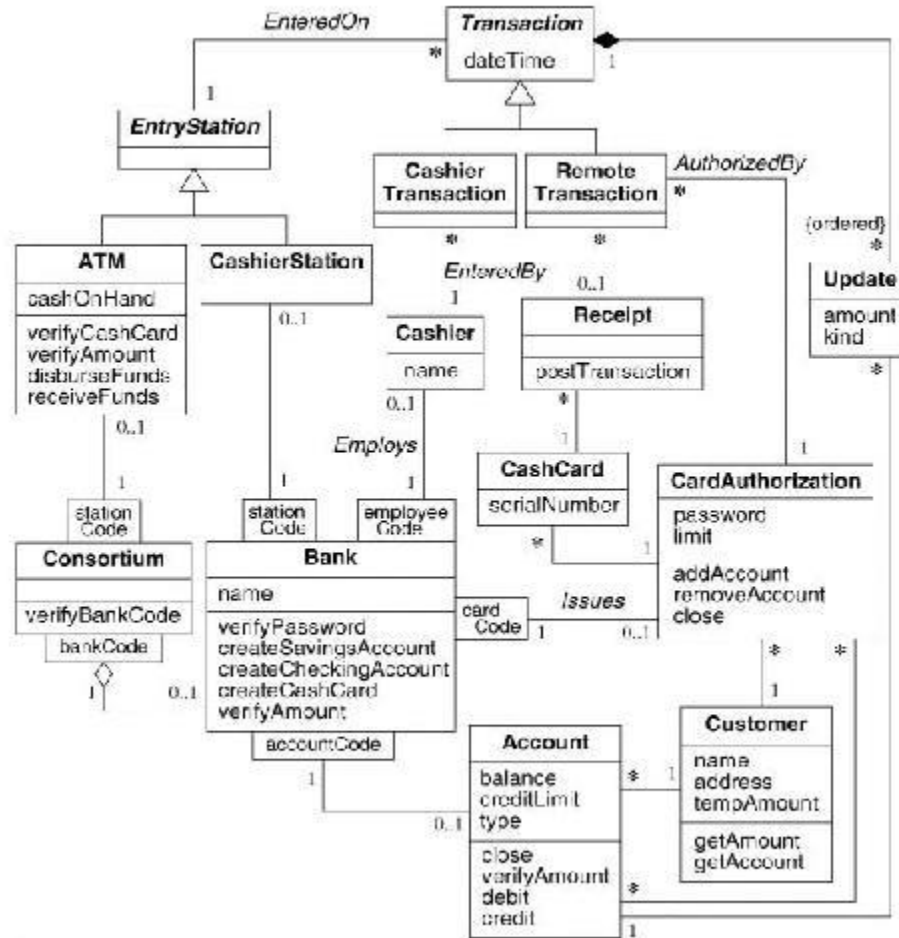 EnteredOn
Transaction
dateTime
*
1
1
EntryStation
Cashier
Transaction
Remote
Transaction
AuthorizedBy
*
*
*
{ordered}
*
ATM
cashOnHand
verifyCashCard
verifyAmount
disburseFunds
receiveFunds
CashierStation
0..1
EnteredBy
1
0..1
Update
amount
kind
*
Cashier
name
Receipt
postTransaction
0..1
0..1
*
Employs
1
1
1
1
1
CashCard
serialNumber
*
CardAuthorization
password
limit
addAccount
removeAccount
close
1
station
Code
station
Code
employee
Code
Consortium
verifyBankCode
bankCode
Bank
name
verifyPassword
createSavingsAccount
createCheckingAccount
createCashCard
verifyAmount
accountCode
card
Code
Issues
1
0..1
*
*
1
0..1
1
1
0..1
Account
balance
creditLimit
type
close
verifyAmount
debit
credit
*
1
Customer
name
address
tempAmount
getAmount
getAccount
*
1